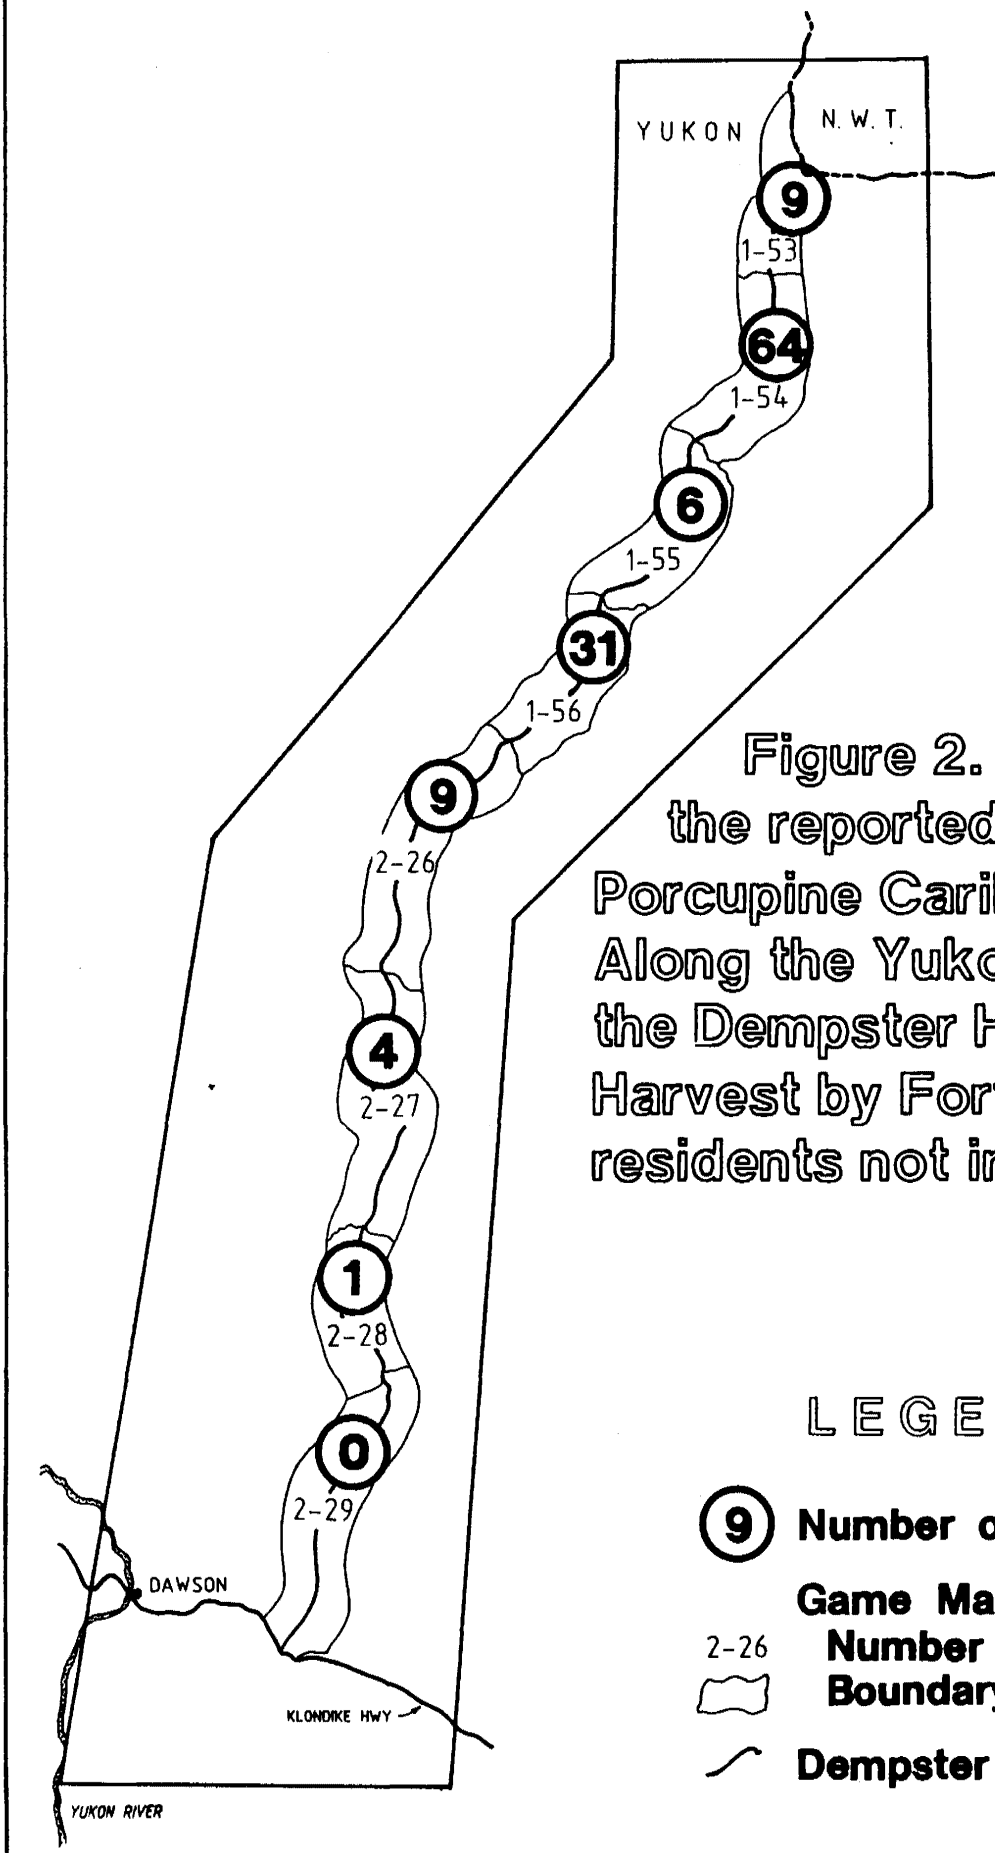 YUKON
N.W.T.
9
1-53
64
1-54
6
1-55
31
1-56
9
2-26
4
2-27
1
2-28
0
2-29
DAWSON
KLONDIKE HWY
YUKON RIVER
Figure 2.
the reported
Porcupine Cari
Along the Yuko
the Dempster H
Harvest by For
residents not in
LEGE
9 Number o
Game Ma
2-26 Number
Boundary
Dempster